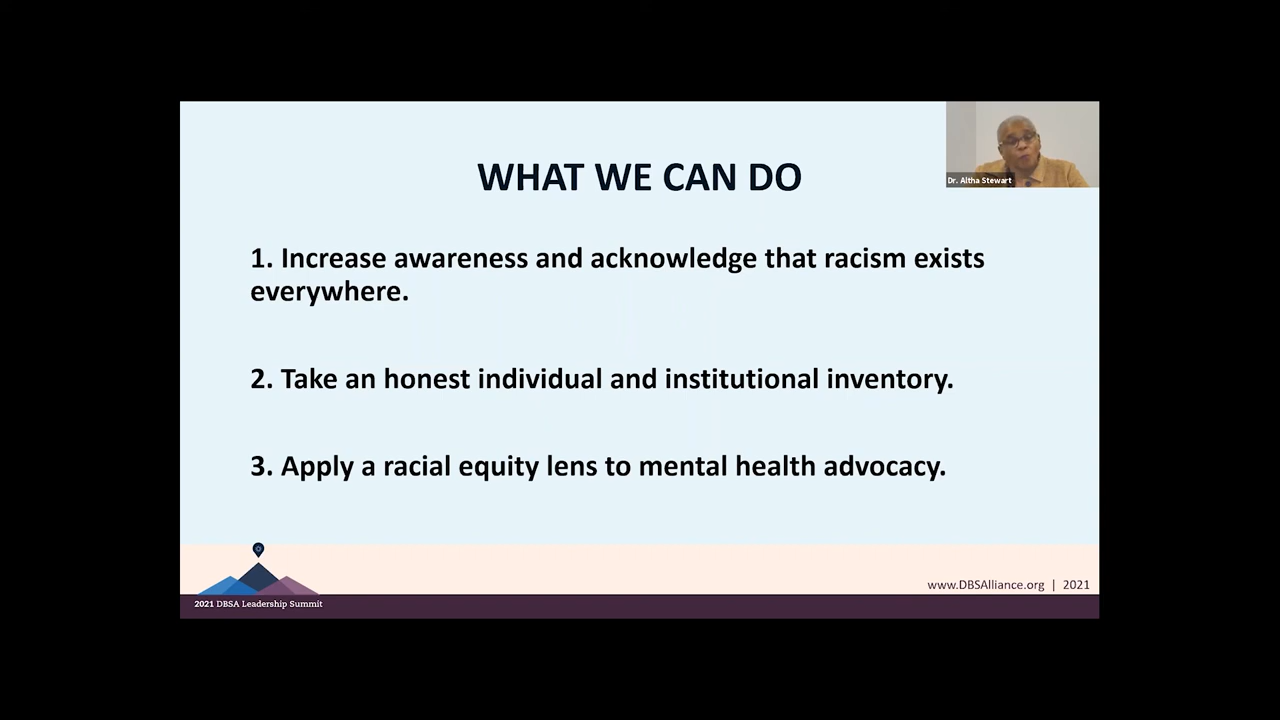 WHAT WE CAN DO
Dr. Altha Stewart
1. Increase awareness and acknowledge that racism exists
everywhere.
2. Take an honest individual and institutional inventory.
3. Apply a racial equity lens to mental health advocacy.
www.DBSAlliance.org | 2021
2021 DBSA Leadership Summit